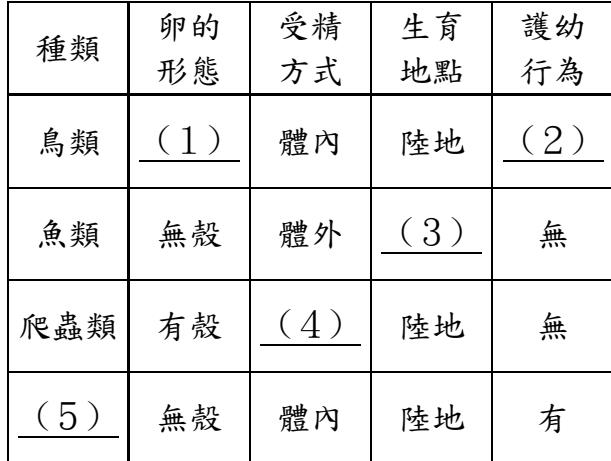 種類 卵的形態 受精方式 生育地點 護幼行為
鳥類 （1） 體內 陸地 （2）
魚類 無殼 體外 （3） 無
爬蟲類 有殼 （4） 陸地 無
（5） 無殼 體內 陸地 有